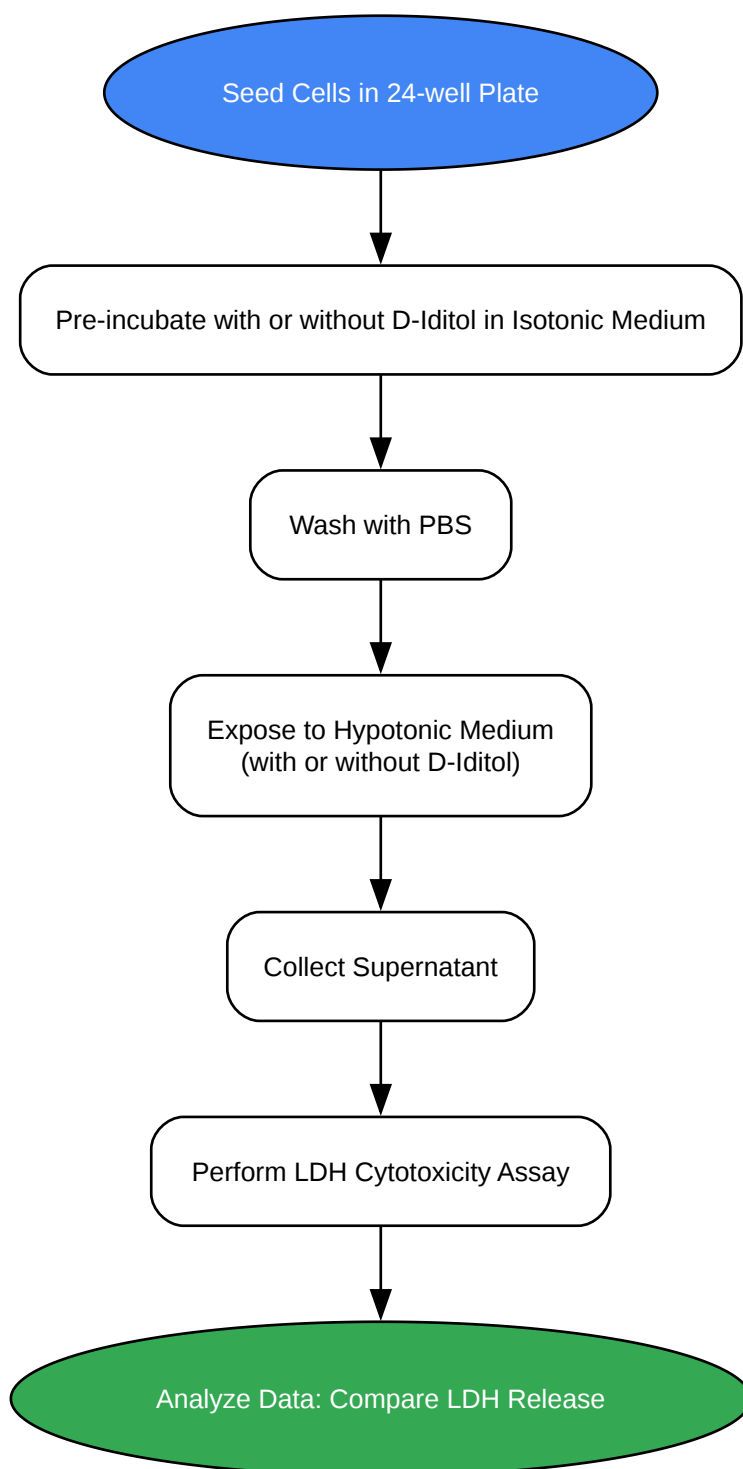 Seed Cells in 24-well Plate
Pre-incubate with or without D-Iditol in Isotonic Medium
Wash with PBS
Expose to Hypotonic Medium
(with or without D-Iditol)
Collect Supernatant
Perform LDH Cytotoxicity Assay
Analyze Data: Compare LDH Release